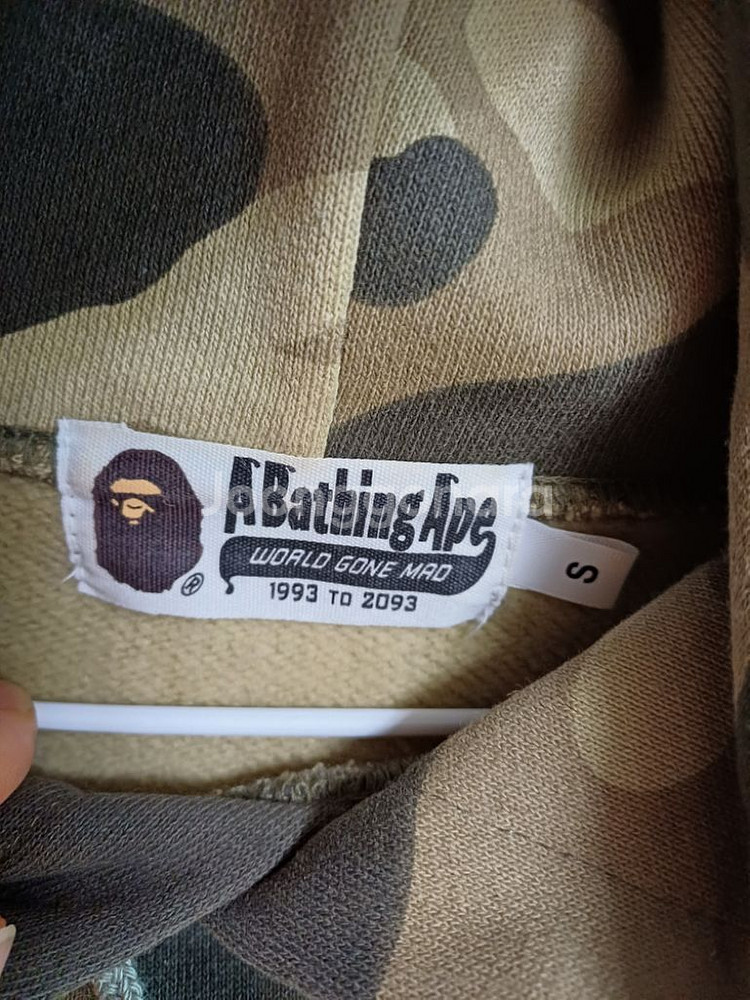 A Bathing Ape
®
WORLD GONE MAD
1993 TO 2093
S